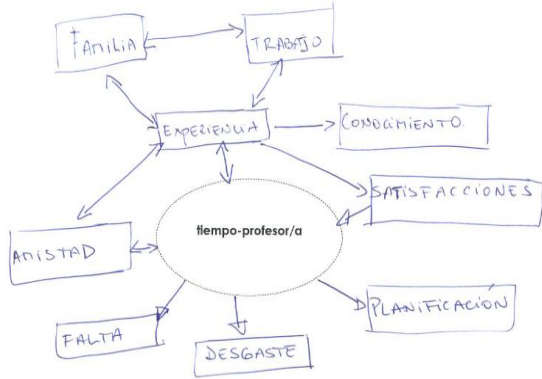 FAMILIA
TRABAJO
EXPERIENCIA
CONOCIMIENTO
SATISFACCIONES
tiempo-profesor/a
AMISTAD
PLANIFICACIÓN
FALTA
DESGASTE